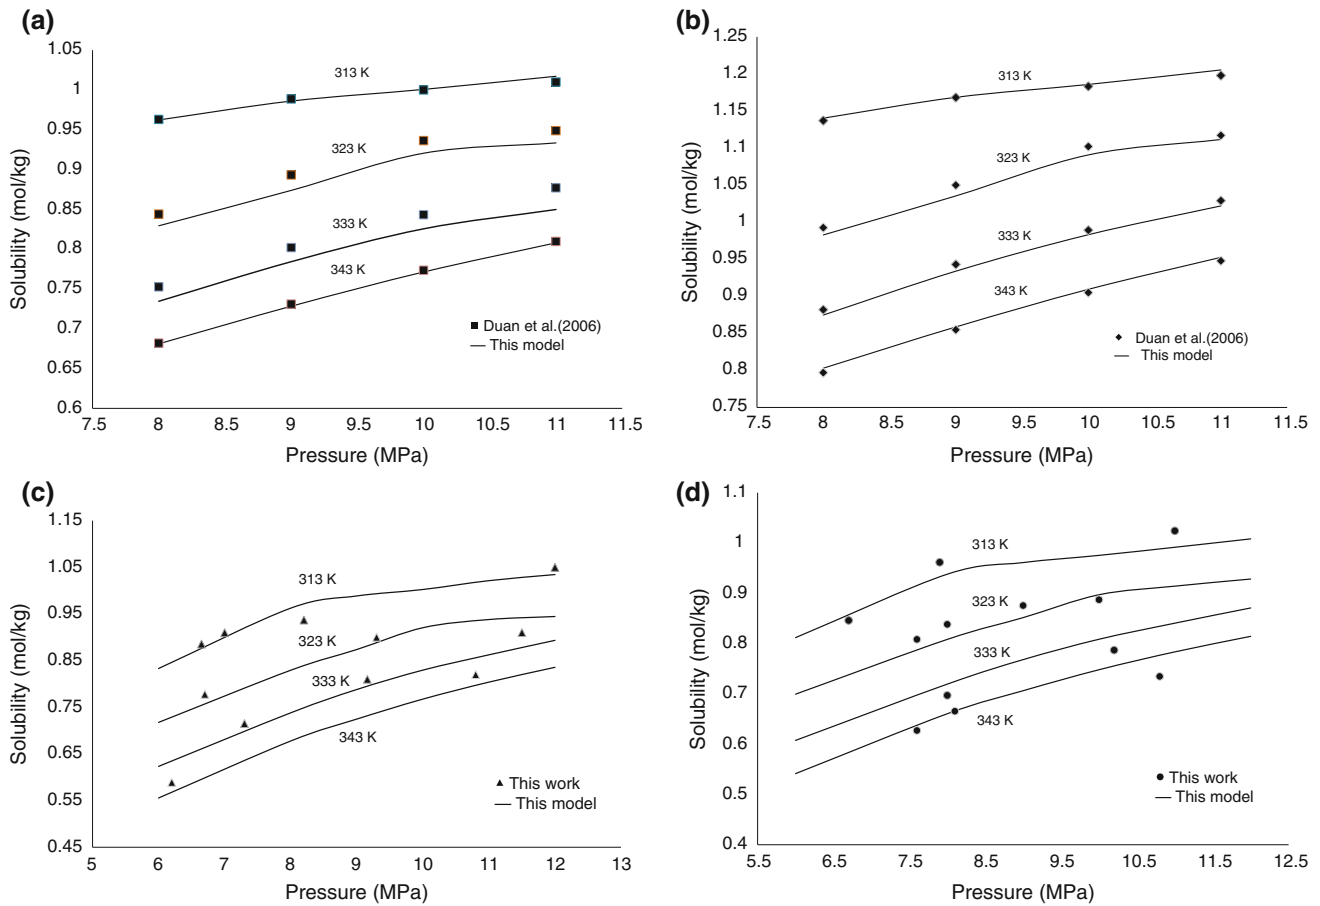 (a)
1.05
1
0.95
0.9
0.85
0.8
0.75
0.7
0.65
0.6
Solubility (mol/kg)
313 K
323 K
333 K
343 K
Duan et al.(2006)
This model
7.5 8 8.5 9 9.5 10 10.5 11 11.5
Pressure (MPa)
(b)
1.25
1.2
1.15
1.1
1.05
1
0.95
0.9
0.85
0.8
0.75
Solubility (mol/kg)
313 K
323 K
333 K
343 K
Duan et al.(2006)
This model
7.5 8 8.5 9 9.5 10 10.5 11 11.5
Pressure (MPa)
(c)
1.15
1.05
0.95
0.85
0.75
0.65
0.55
0.45
Solubility (mol/kg)
313 K
323 K
333 K
343 K
This work
This model
5 6 7 8 9 10 11 12 13
Pressure (MPa)
(d)
1.1
1
0.9
0.8
0.7
0.6
0.5
0.4
Solubility (mol/kg)
313 K
323 K
333 K
343 K
This work
This model
5.5 6.5 7.5 8.5 9.5 10.5 11.5 12.5
Pressure (MPa)